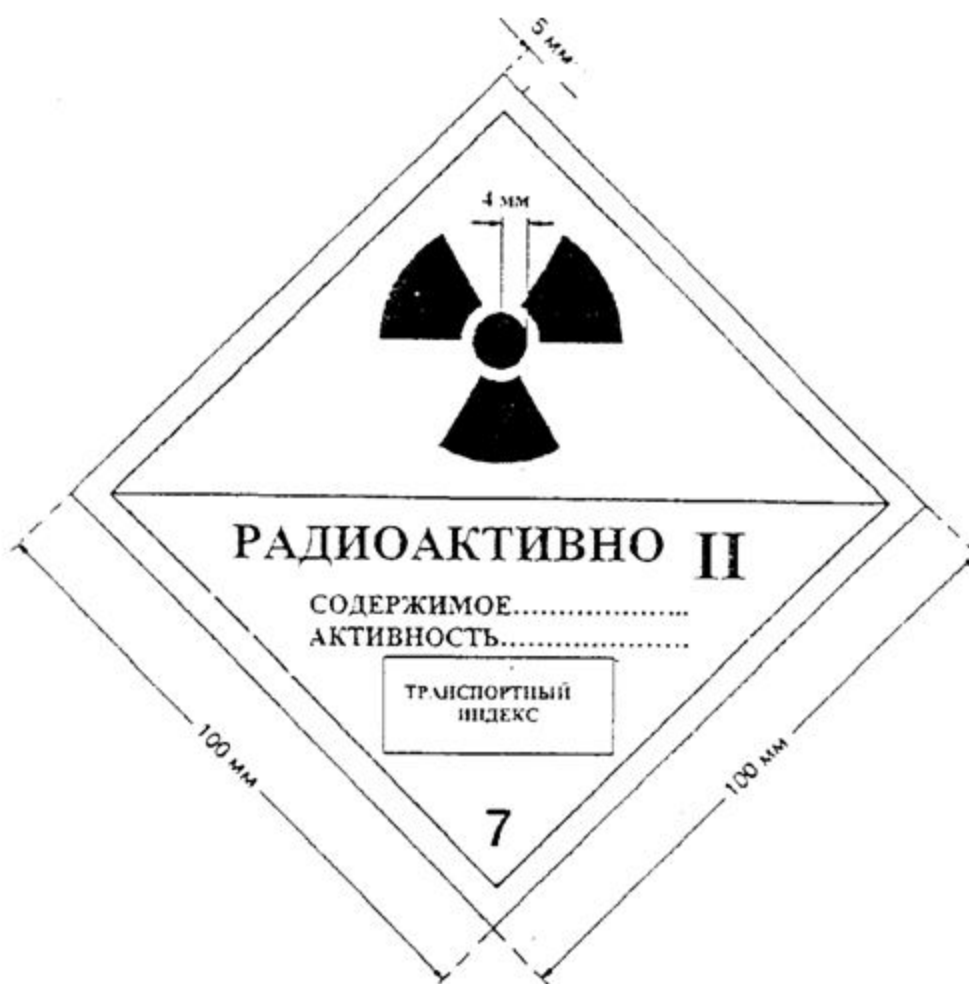 5 мм
4 мм
РАДИОАКТИВНО II
СОДЕРЖИМОЕ...................
АКТИВНОСТЬ....................
ТРАНСПОРТНЫЙ
ИНДЕКС
100 мм
100 мм
7